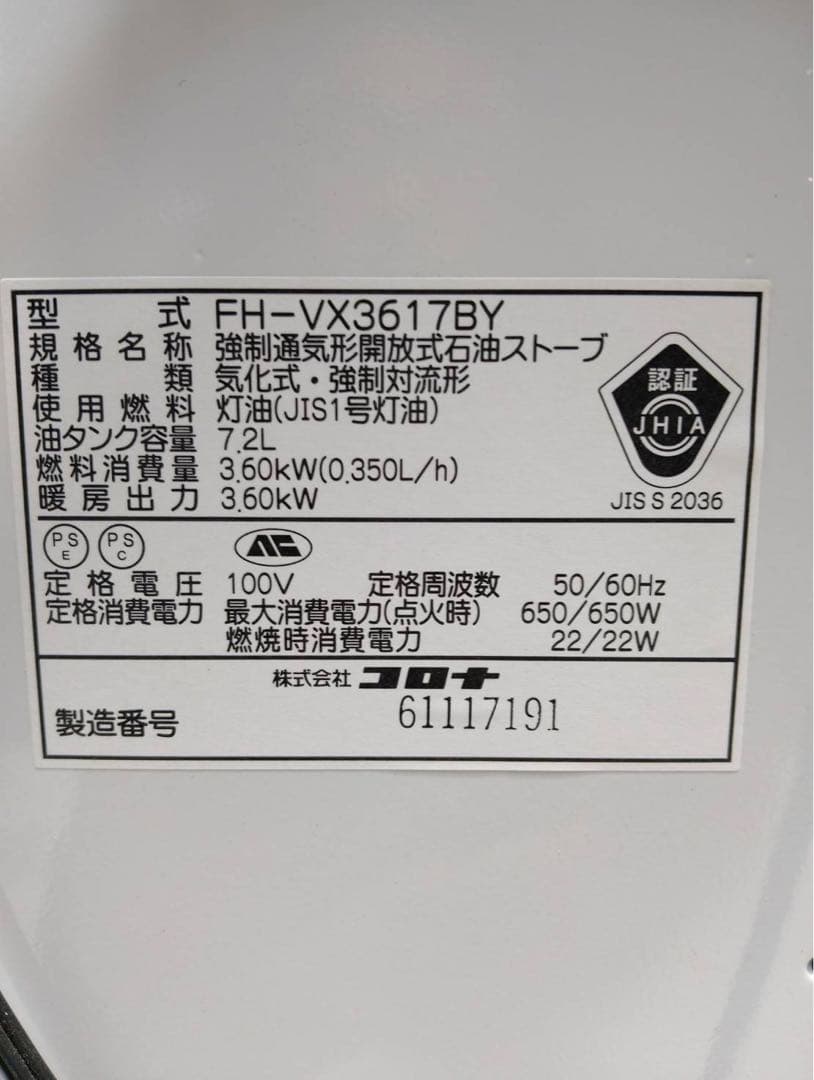 型式 FH-VX3617BY
規格名称 強制通気形開放式石油ストーブ
種類 気化式・強制対流形
使用燃料 灯油(JIS1号灯油)
油タンク容量 7.2L
燃料消費量 3.60kW(0.350L/h)
暖房出力 3.60kW
認証
JHIA
JIS S 2036
PS E PS C
定格電圧 100V 定格周波数 50/60Hz
定格消費電力 最大消費電力(点火時) 650/650W
燃焼時消費電力 22/22W
株式会社 コロナ
製造番号 61117191